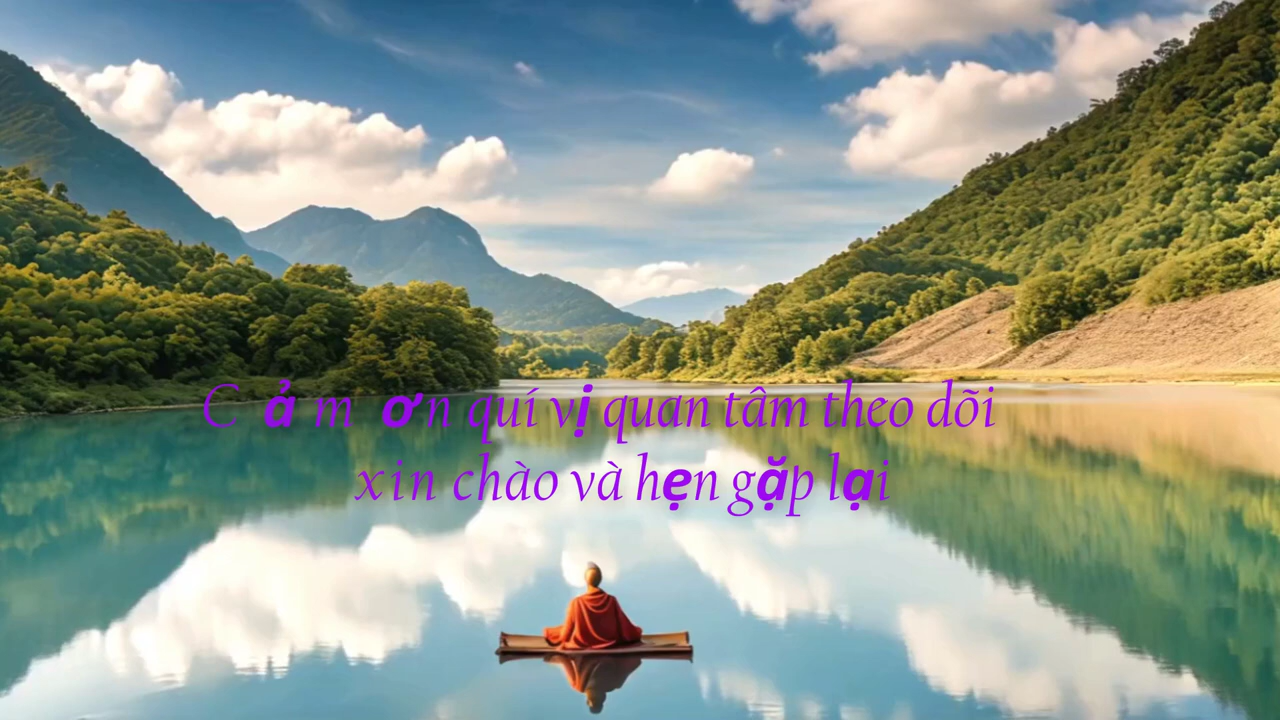 Cảm ơn quí vị quan tâm theo dõi
xin chào và hẹn gặp lại